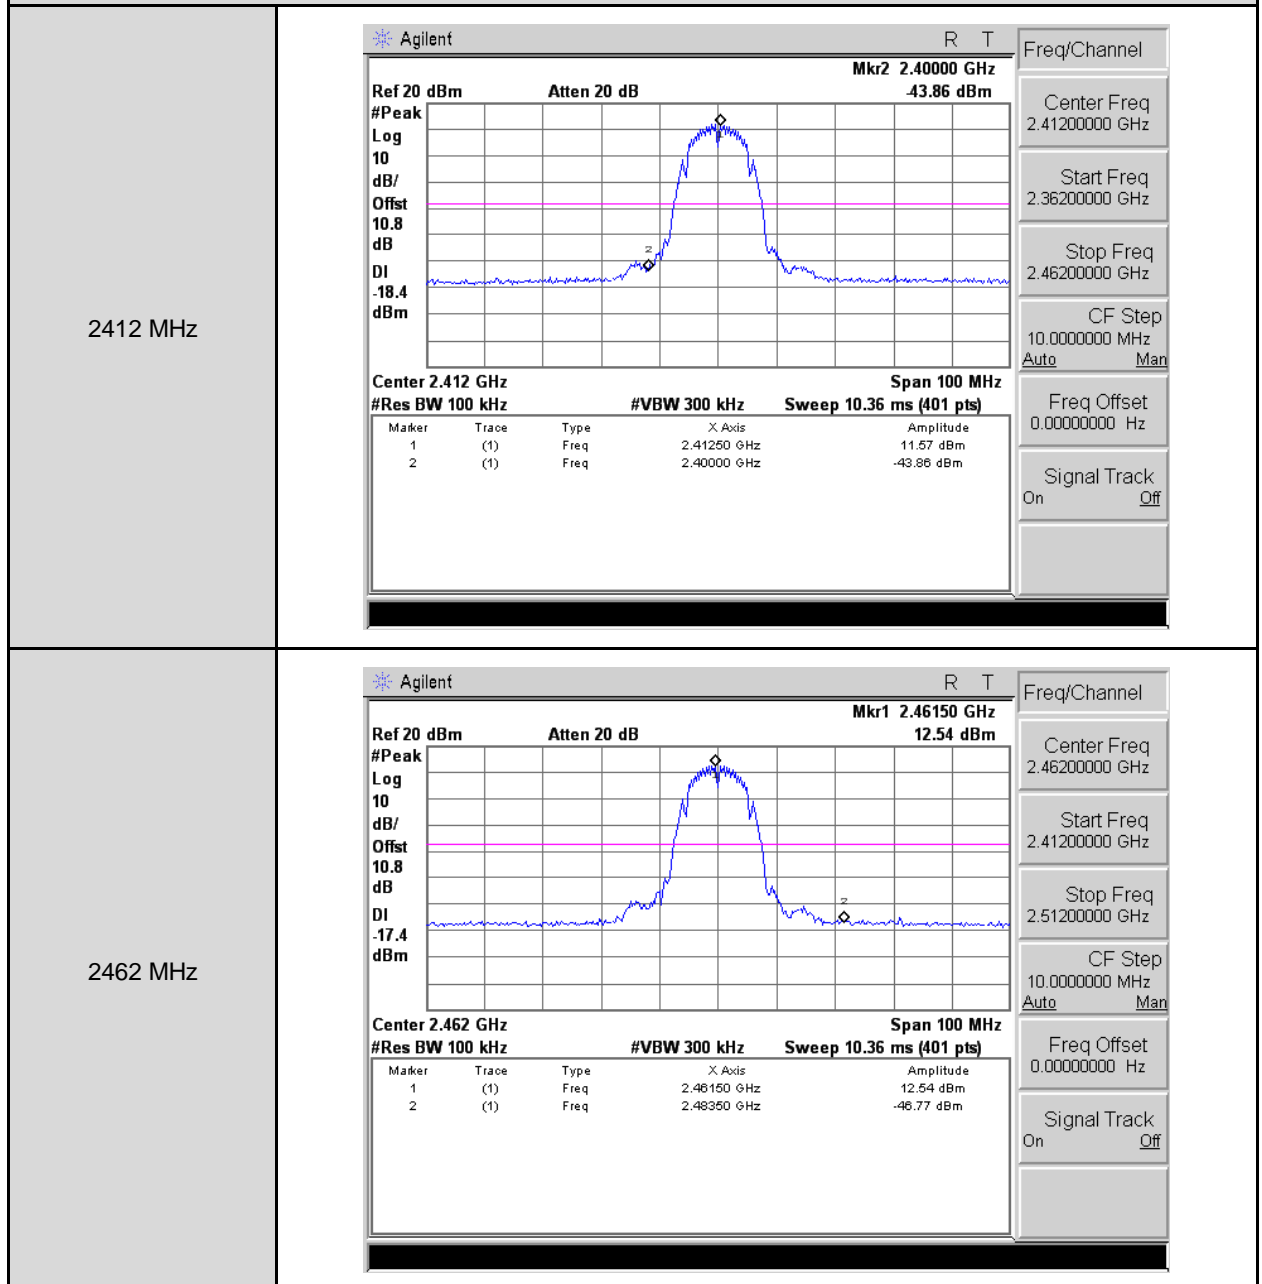 2412 MHz
Agilent R T
Mkr2 2.40000 GHz
Ref 20 dBm Atten 20 dB -43.86 dBm
#Peak
Log
10
dB/
Offst
10.8
dB
DI
-18.4
dBm
1
2
Center 2.412 GHz Span 100 MHz
#Res BW 100 kHz #VBW 300 kHz Sweep 10.36 ms (401 pts)
Marker Trace Type X Axis Amplitude
1 (1) Freq 2.41250 GHz 11.57 dBm
2 (1) Freq 2.40000 GHz -43.86 dBm
Freq/Channel
Center Freq
2.41200000 GHz
Start Freq
2.36200000 GHz
Stop Freq
2.46200000 GHz
CF Step
10.0000000 MHz
Auto Man
Freq Offset
0.00000000 Hz
Signal Track
On Off
2462 MHz
Agilent R T
Mkr1 2.46150 GHz
Ref 20 dBm Atten 20 dB 12.54 dBm
#Peak
Log
10
dB/
Offst
10.8
dB
DI
-17.4
dBm
1
2
Center 2.462 GHz Span 100 MHz
#Res BW 100 kHz #VBW 300 kHz Sweep 10.36 ms (401 pts)
Marker Trace Type X Axis Amplitude
1 (1) Freq 2.46150 GHz 12.54 dBm
2 (1) Freq 2.48350 GHz -46.77 dBm
Freq/Channel
Center Freq
2.46200000 GHz
Start Freq
2.41200000 GHz
Stop Freq
2.51200000 GHz
CF Step
10.0000000 MHz
Auto Man
Freq Offset
0.00000000 Hz
Signal Track
On Off